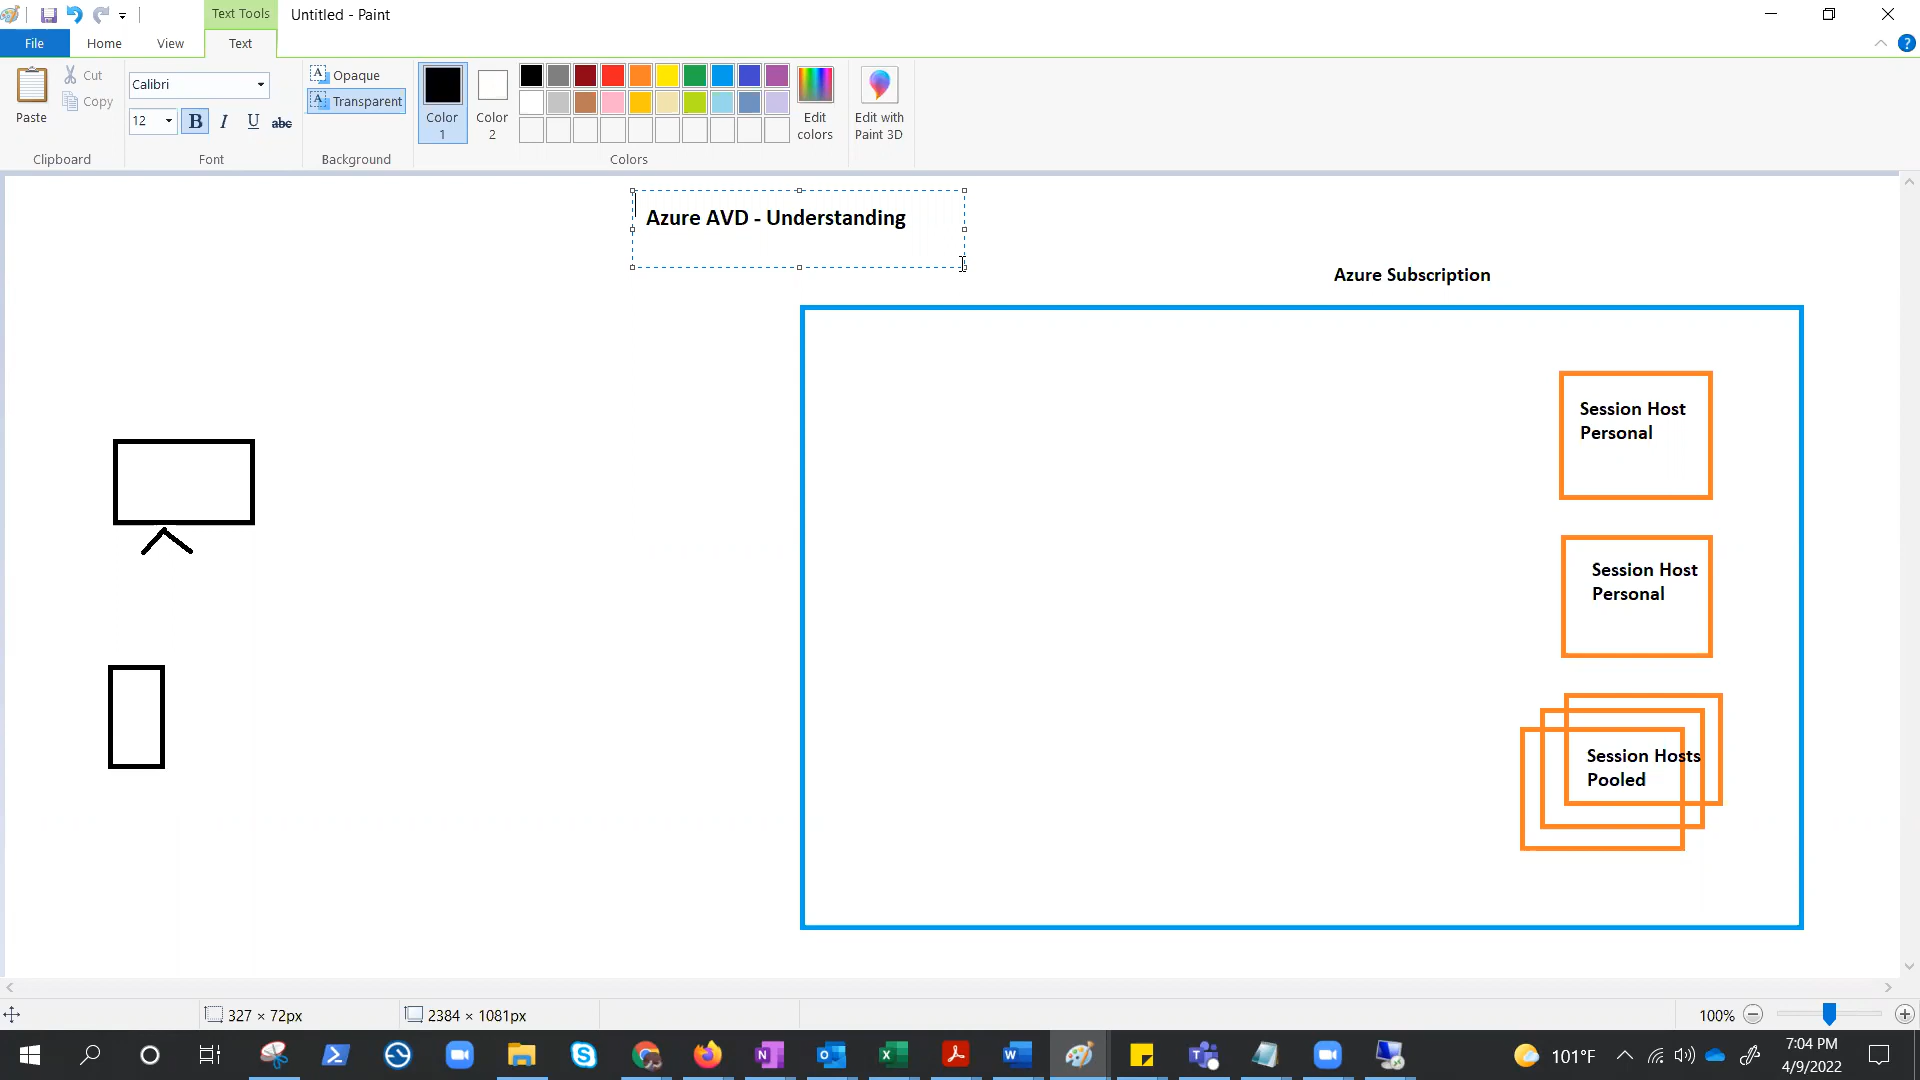 Text Tools
Untitled - Paint
File
Home
View
Text
Paste
Cut
Copy
Clipboard
Calibri
12
B
I
U
abc
Font
A
Opaque
A
Transparent
Background
Color
1
Color
2
Edit
colors
Colors
Edit with
Paint 3D
Azure AVD - Understanding
Azure Subscription
Session Host
Personal
Session Host
Personal
Session Hosts
Pooled
327 × 72px
2384 × 1081px
100%
101°F
7:04 PM
4/9/2022